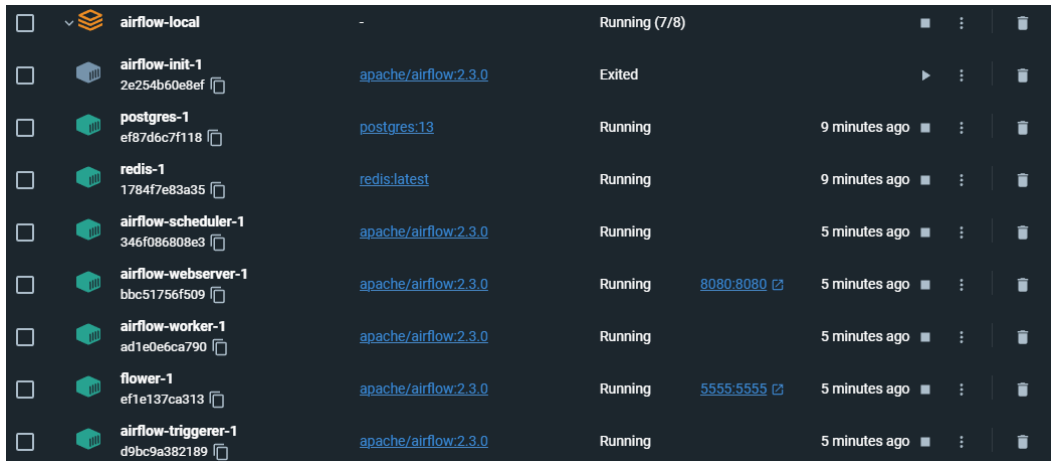 airflow-local - Running (7/8)
airflow-init-1
2e254b60e8ef apache/airflow:2.3.0 Exited
postgres-1
ef87d6c7f118 postgres:13 Running 9 minutes ago
redis-1
1784f7e83a35 redis:latest Running 9 minutes ago
airflow-scheduler-1
346f086808e3 apache/airflow:2.3.0 Running 5 minutes ago
airflow-webserver-1
bbc51756f509 apache/airflow:2.3.0 Running 8080:8080 5 minutes ago
airflow-worker-1
ad1e0e6ca790 apache/airflow:2.3.0 Running 5 minutes ago
flower-1
ef1e137ca313 apache/airflow:2.3.0 Running 5555:5555 5 minutes ago
airflow-triggerer-1
d9bc9a382189 apache/airflow:2.3.0 Running 5 minutes ago